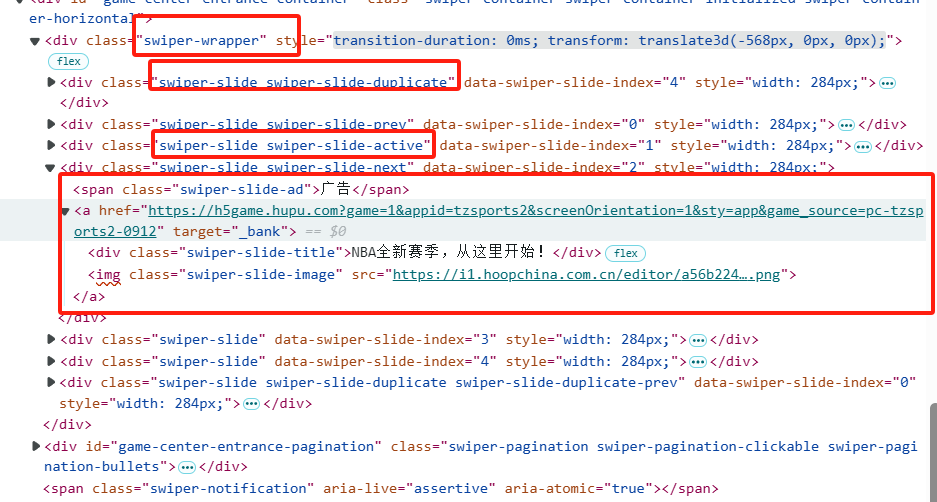 <div id="game-center-entrance-container" class="swiper-container swiper-container-initialized swiper-contain
er-horizontal">
<div class="swiper-wrapper" style="transition-duration: 0ms; transform: translate3d(-568px, 0px, 0px);">
flex
<div class="swiper-slide swiper-slide-duplicate" data-swiper-slide-index="4" style="width: 284px;">…
</div>
<div class="swiper-slide swiper-slide-prev" data-swiper-slide-index="0" style="width: 284px;">…</div>
<div class="swiper-slide swiper-slide-active" data-swiper-slide-index="1" style="width: 284px;">…</div>
<div class="swiper-slide swiper-slide-next" data-swiper-slide-index="2" style="width: 284px;">
<span class="swiper-slide-ad">广告</span>
<a href="https://h5game.hupu.com?game=1&appid=tzsports2&screenOrientation=1&sty=app&game_source=pc-tzsp
orts2-0912" target="_blank"> == $0
<div class="swiper-slide-title">NBA全新赛季，从这里开始！</div> flex
<img class="swiper-slide-image" src="https://i1.hoopchina.com.cn/editor/a56b224….png">
</a>
</div>
<div class="swiper-slide" data-swiper-slide-index="3" style="width: 284px;">…</div>
<div class="swiper-slide" data-swiper-slide-index="4" style="width: 284px;">…</div>
<div class="swiper-slide swiper-slide-duplicate swiper-slide-duplicate-prev" data-swiper-slide-index="0"
style="width: 284px;">…</div>
</div>
<div id="game-center-entrance-pagination" class="swiper-pagination swiper-pagination-clickable swiper-pagi
nation-bullets">…</div>
<span class="swiper-notification" aria-live="assertive" aria-atomic="true"></span>